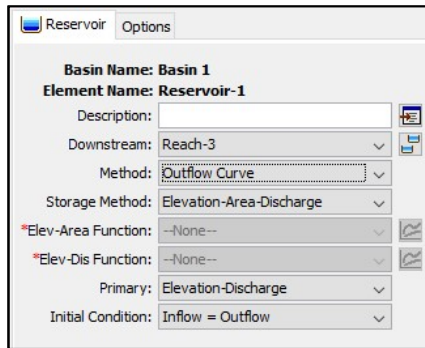 Reservoir Options
Basin Name: Basin 1
Element Name: Reservoir-1
Description:
Downstream: Reach-3
Method: Outflow Curve
Storage Method: Elevation-Area-Discharge
*Elev-Area Function: --None--
*Elev-Dis Function: --None--
Primary: Elevation-Discharge
Initial Condition: Inflow = Outflow